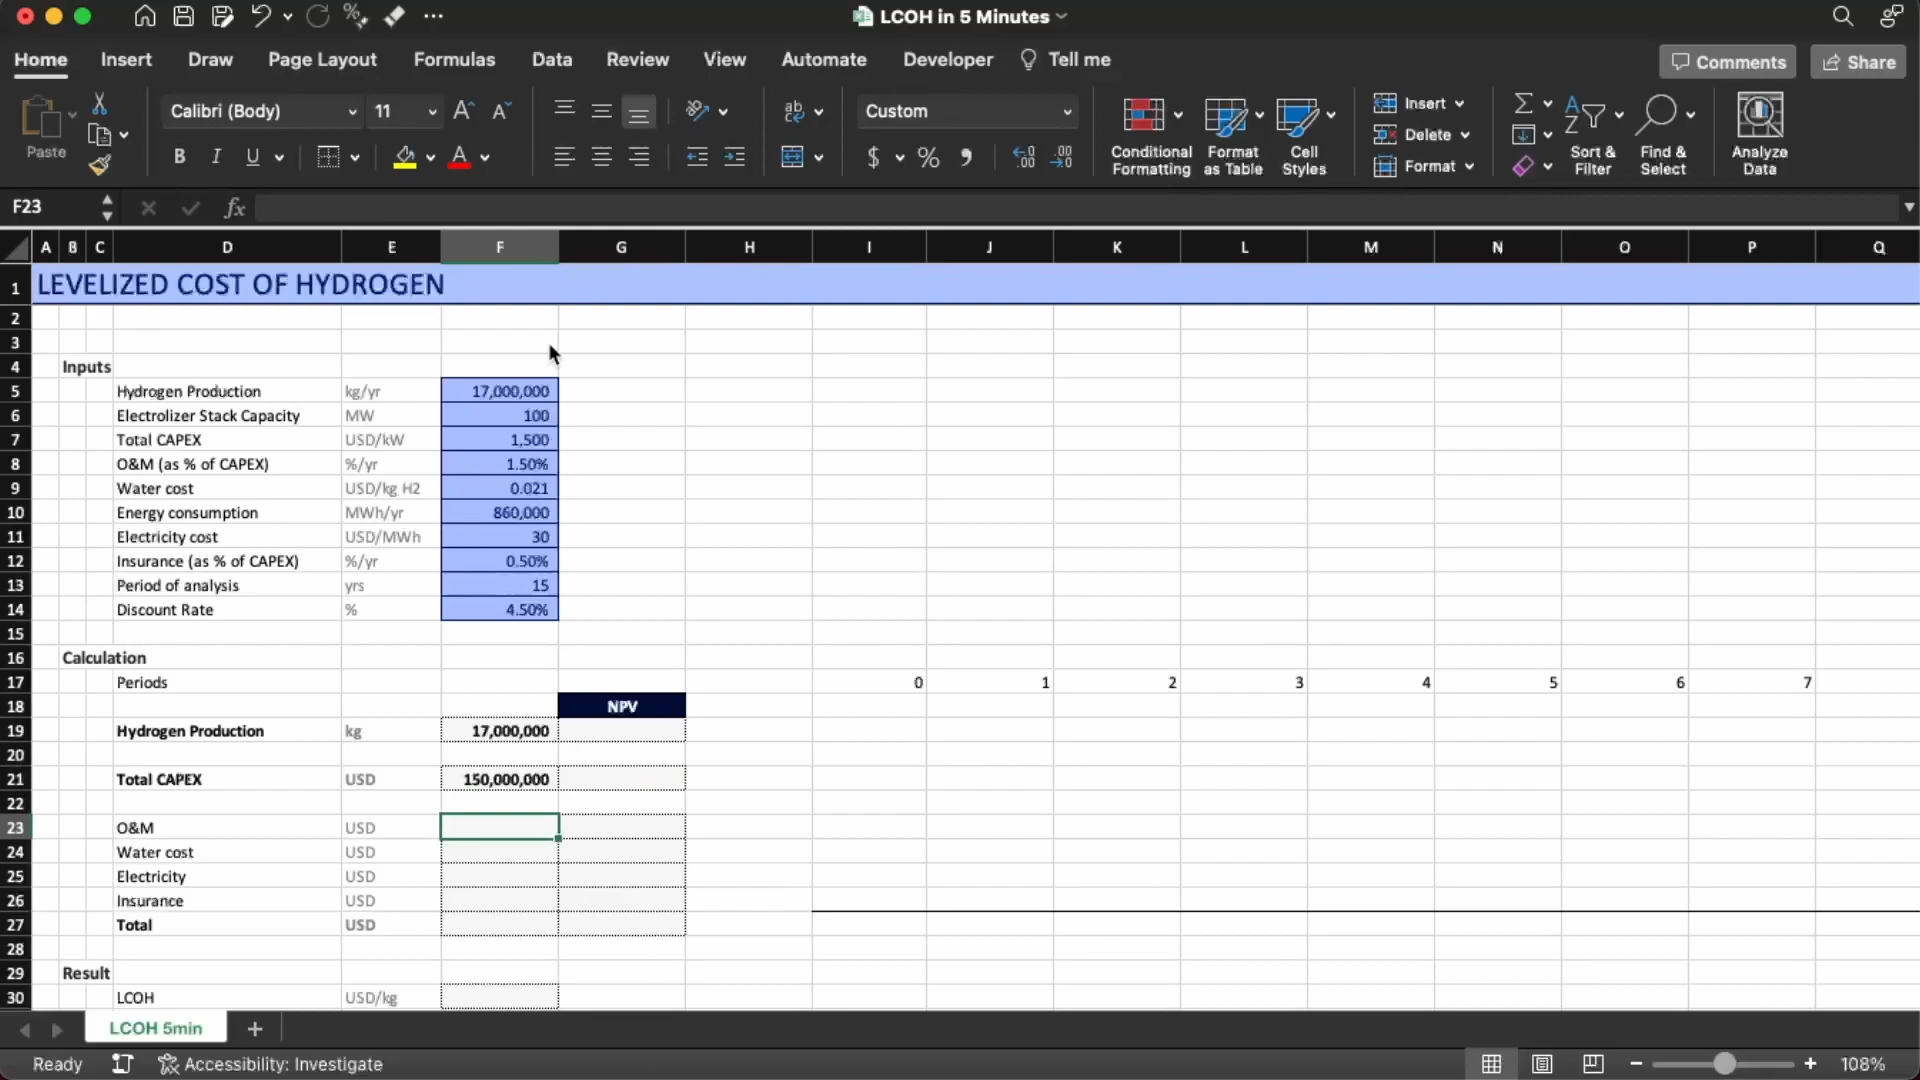 LCOH in 5 Minutes
Home Insert Draw Page Layout Formulas Data Review View Automate Developer Tell me Comments Share
Paste
Calibri (Body) 11
B I U
Custom
$ % 9
Conditional Formatting
Format as Table
Cell Styles
Insert
Delete
Format
Sort & Filter
Find & Select
Analyze Data
F23 fx
A B C D E F G H I J K L M N O P Q
1 LEVELIZED COST OF HYDROGEN
2
3
4 Inputs
5 Hydrogen Production kg/yr 17,000,000
6 Electrolizer Stack Capacity MW 100
7 Total CAPEX USD/kW 1,500
8 O&M (as % of CAPEX) %/yr 1.50%
9 Water cost USD/kg H2 0.021
10 Energy consumption MWh/yr 860,000
11 Electricity cost USD/MWh 30
12 Insurance (as % of CAPEX) %/yr 0.50%
13 Period of analysis yrs 15
14 Discount Rate % 4.50%
15
16 Calculation
17 Periods 0 1 2 3 4 5 6 7
18 NPV
19 Hydrogen Production kg 17,000,000
20
21 Total CAPEX USD 150,000,000
22
23 O&M USD
24 Water cost USD
25 Electricity USD
26 Insurance USD
27 Total USD
28
29 Result
30 LCOH USD/kg
LCOH 5min +
Ready Accessibility: Investigate 108%